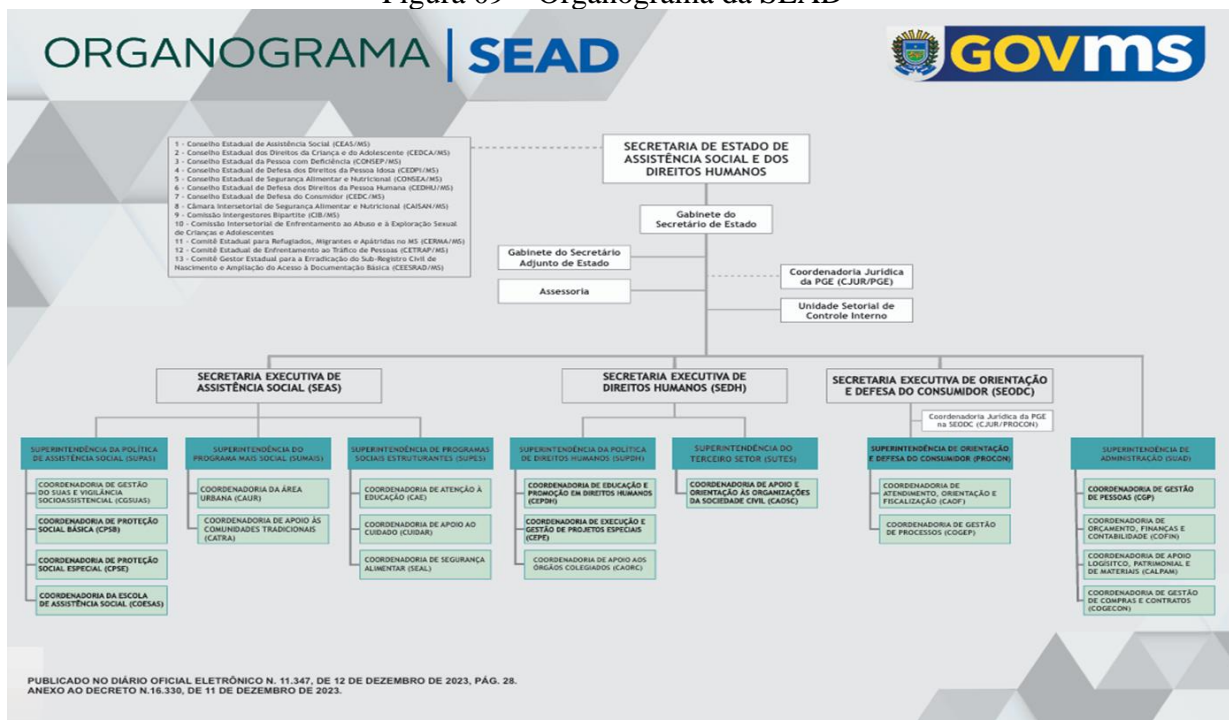 Figura 09 – Organograma da SEAD
ORGANOGRAMA | SEAD
GOVms
1 - Conselho Estadual de Assistência Social (CEAS/MS)
2 - Conselho Estadual dos Direitos da Criança e do Adolescente (CEDCA/MS)
3 - Conselho Estadual da Pessoa com Deficiência (CONSEP/MS)
4 - Conselho Estadual de Defesa dos Direitos da Pessoa Idosa (CEDPI/MS)
5 - Conselho Estadual de Segurança Alimentar e Nutricional (CONSEA/MS)
6 - Conselho Estadual de Defesa dos Direitos da Pessoa Humana (CEDHU/MS)
7 - Conselho Estadual de Defesa do Consmidor (CEDC/MS)
8 - Câmara Intersetorial de Segurança Alimentar e Nutricional (CAISAN/MS)
9 - Comissão Intergestores Bipartite (CIB/MS)
10 - Comissão Intersetorial de Enfrentamento ao Abuso e à Exploração Sexual
de Crianças e Adolescentes
11 - Comitê Estadual para Refugiados, Migrantes e Apátridas no MS (CERMA/MS)
12 - Comitê Estadual de Enfrentamento ao Tráfico de Pessoas (CETRAP/MS)
13 - Comitê Gestor Estadual para a Erradicação do Sub-Registro Civil de
Nascimento e Ampliação do Acesso à Documentação Básica (CEESRAD/MS)
SECRETARIA DE ESTADO DE
ASSISTÊNCIA SOCIAL E DOS
DIREITOS HUMANOS
Gabinete do
Secretário de Estado
Gabinete do Secretário
Adjunto de Estado
Assessoria
Coordenadoria Jurídica
da PGE (CJUR/PGE)
Unidade Setorial de
Controle Interno
SECRETARIA EXECUTIVA DE
ASSISTÊNCIA SOCIAL (SEAS)
SUPERINTENDÊNCIA DA POLÍTICA
DE ASSISTÊNCIA SOCIAL (SUPAS)
COORDENADORIA DE GESTÃO
DO SUAS E VIGILÂNCIA
SOCIOASSISTENCIAL (CGSUAS)
COORDENADORIA DE PROTEÇÃO
SOCIAL BÁSICA (CPSB)
COORDENADORIA DE PROTEÇÃO
SOCIAL ESPECIAL (CPSE)
COORDENADORIA DA ESCOLA
DE ASSISTÊNCIA SOCIAL (COESAS)
SUPERINTENDÊNCIA DO
PROGRAMA MAIS SOCIAL (SUMAIS)
COORDENADORIA DA ÁREA
URBANA (CAUR)
COORDENADORIA DE APOIO ÀS
COMUNIDADES TRADICIONAIS
(CATRA)
SUPERINTENDÊNCIA DE PROGRAMAS
SOCIAIS ESTRUTURANTES (SUPES)
COORDENADORIA DE ATENÇÃO À
EDUCAÇÃO (CAE)
COORDENADORIA DE APOIO AO
CUIDADO (CUIDAR)
COORDENADORIA DE SEGURANÇA
ALIMENTAR (SEAL)
SECRETARIA EXECUTIVA DE
DIREITOS HUMANOS (SEDH)
SUPERINTENDÊNCIA DA POLÍTICA
DE DIREITOS HUMANOS (SUPDH)
COORDENADORIA DE EDUCAÇÃO E
PROMOÇÃO EM DIREITOS HUMANOS
(CEPDH)
COORDENADORIA DE EXECUÇÃO E
GESTÃO DE PROJETOS ESPECIAIS
(CEPE)
COORDENADORIA DE APOIO AOS
ÓRGÃOS COLEGIADOS (CAORC)
SUPERINTENDÊNCIA DO
TERCEIRO SETOR (SUTES)
COORDENADORIA DE APOIO E
ORIENTAÇÃO ÀS ORGANIZAÇÕES
DA SOCIEDADE CIVIL (CAOSC)
SECRETARIA EXECUTIVA DE ORIENTAÇÃO
E DEFESA DO CONSUMIDOR (SEODC)
Coordenadoria Jurídica da PGE
na SEODC (CJUR/PROCON)
SUPERINTENDÊNCIA DE ORIENTAÇÃO
E DEFESA DO CONSUMIDOR (PROCON)
COORDENADORIA DE
ATENDIMENTO, ORIENTAÇÃO E
FISCALIZAÇÃO (CAOF)
COORDENADORIA DE GESTÃO
DE PROCESSOS (COGEP)
SUPERINTENDÊNCIA DE
ADMINISTRAÇÃO (SUAD)
COORDENADORIA DE GESTÃO
DE PESSOAS (CGP)
COORDENADORIA DE
ORÇAMENTO, FINANÇAS E
CONTABILIDADE (COFIN)
COORDENADORIA DE APOIO
LOGÍSITCO, PATRIMONIAL E
DE MATERIAIS (CALPAM)
COORDENADORIA DE GESTÃO
DE COMPRAS E CONTRATOS
(COGECON)
PUBLICADO NO DIÁRIO OFICIAL ELETRÔNICO N. 11.347, DE 12 DE DEZEMBRO DE 2023, PÁG. 28.
ANEXO AO DECRETO N.16.330, DE 11 DE DEZEMBRO DE 2023.